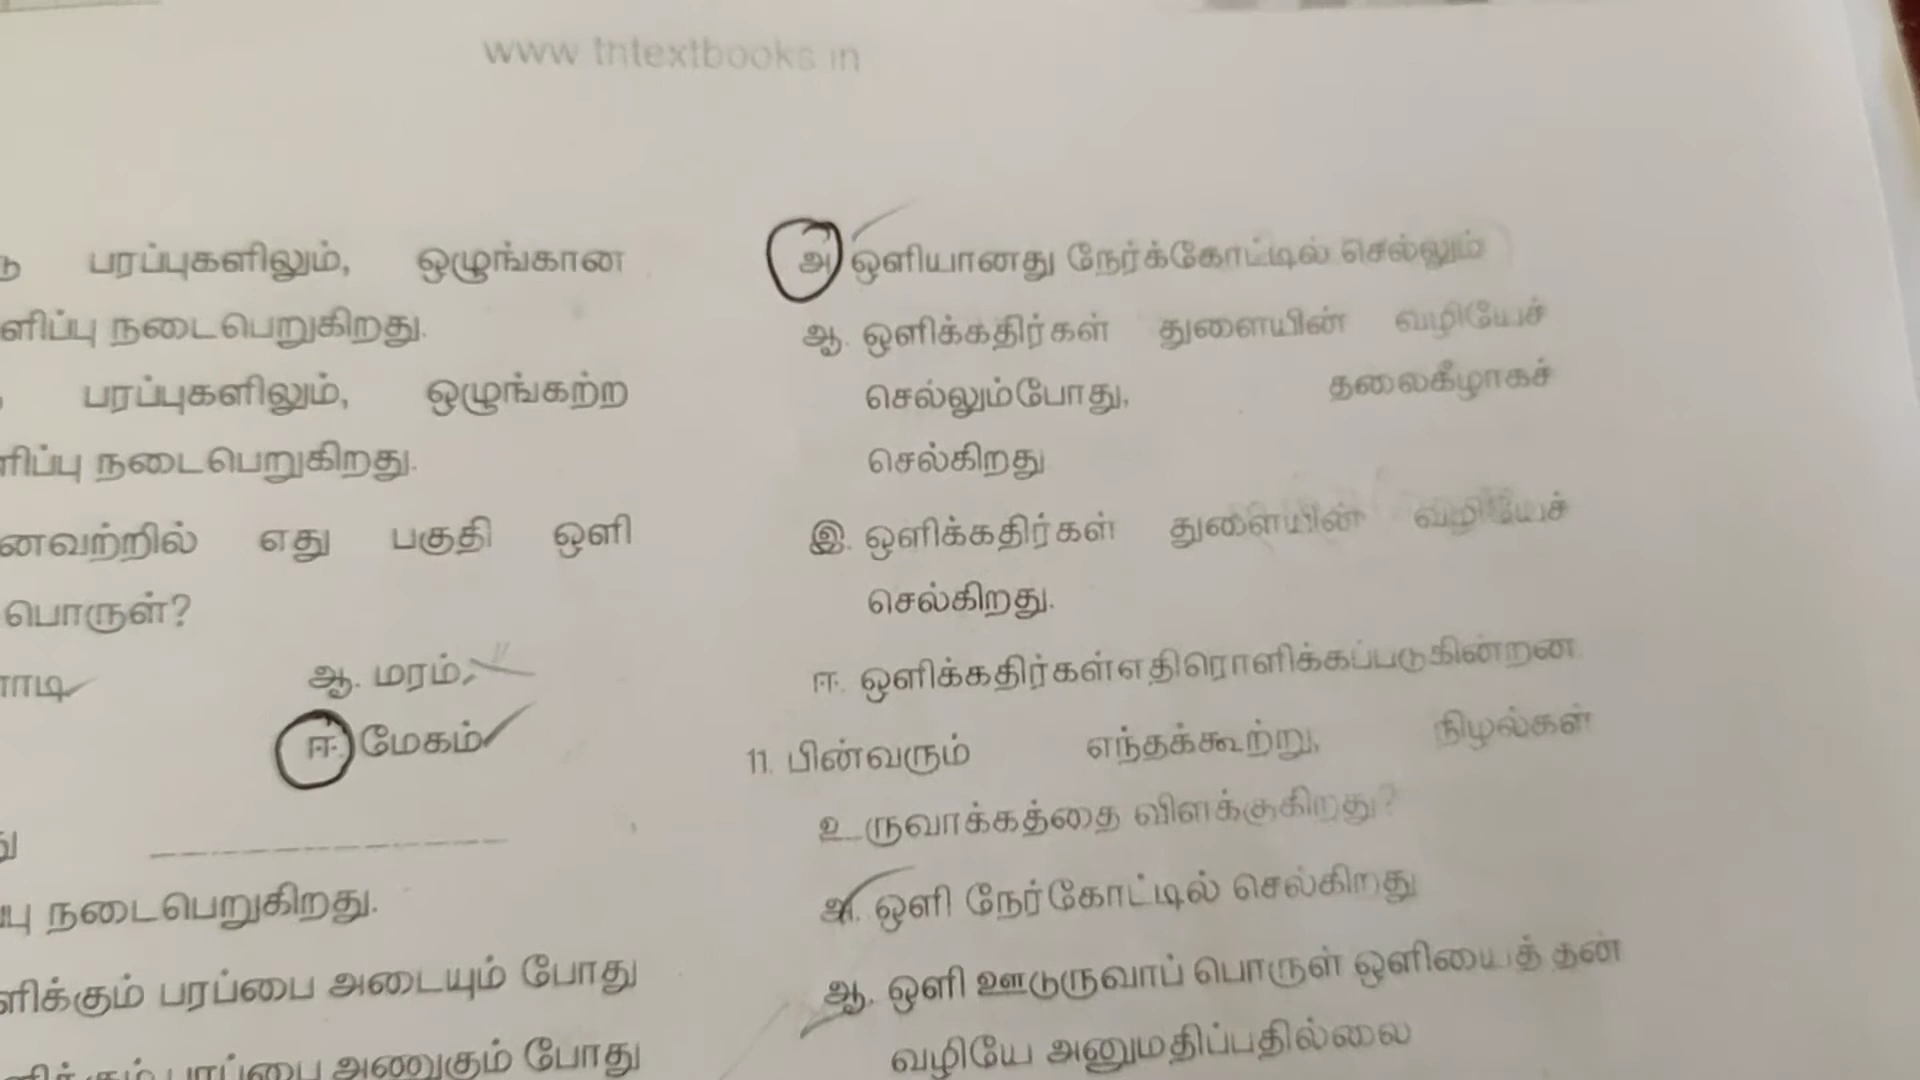 www tntextbooks in
பரப்புகளிலும், ஒழுங்கான
ளிப்பு நடைபெறுகிறது.
பரப்புகளிலும், ஒழுங்கற்ற
ளிப்பு நடைபெறுகிறது.
னவற்றில் எது பகுதி ஒளி
பொருள்?
ாடி
ஆ. மரம்
ஈ. மேகம்
து
பு நடைபெறுகிறது.
ளிக்கும் பரப்பை அடையும் போது
பரப்பை அணுகும் போது
அ ஒளியானது நேர்க்கோட்டில் செல்லும்
ஆ. ஒளிக்கதிர்கள் துளையின் வழியேச்
செல்லும்போது, தலைகீழாகச்
செல்கிறது
இ. ஒளிக்கதிர்கள் துளையின் வழியேச்
செல்கிறது.
ஈ. ஒளிக்கதிர்கள்எதிரொளிக்கப்படுகின்றன
11. பின்வரும் எந்தக்கூற்று, நிழல்கள்
உருவாக்கத்தை விளக்குகிறது?
அ. ஒளி நேர்கோட்டில் செல்கிறது
ஆ. ஒளி ஊடுருவாப் பொருள் ஒளியைத் தன்
வழியே அனுமதிப்பதில்லை